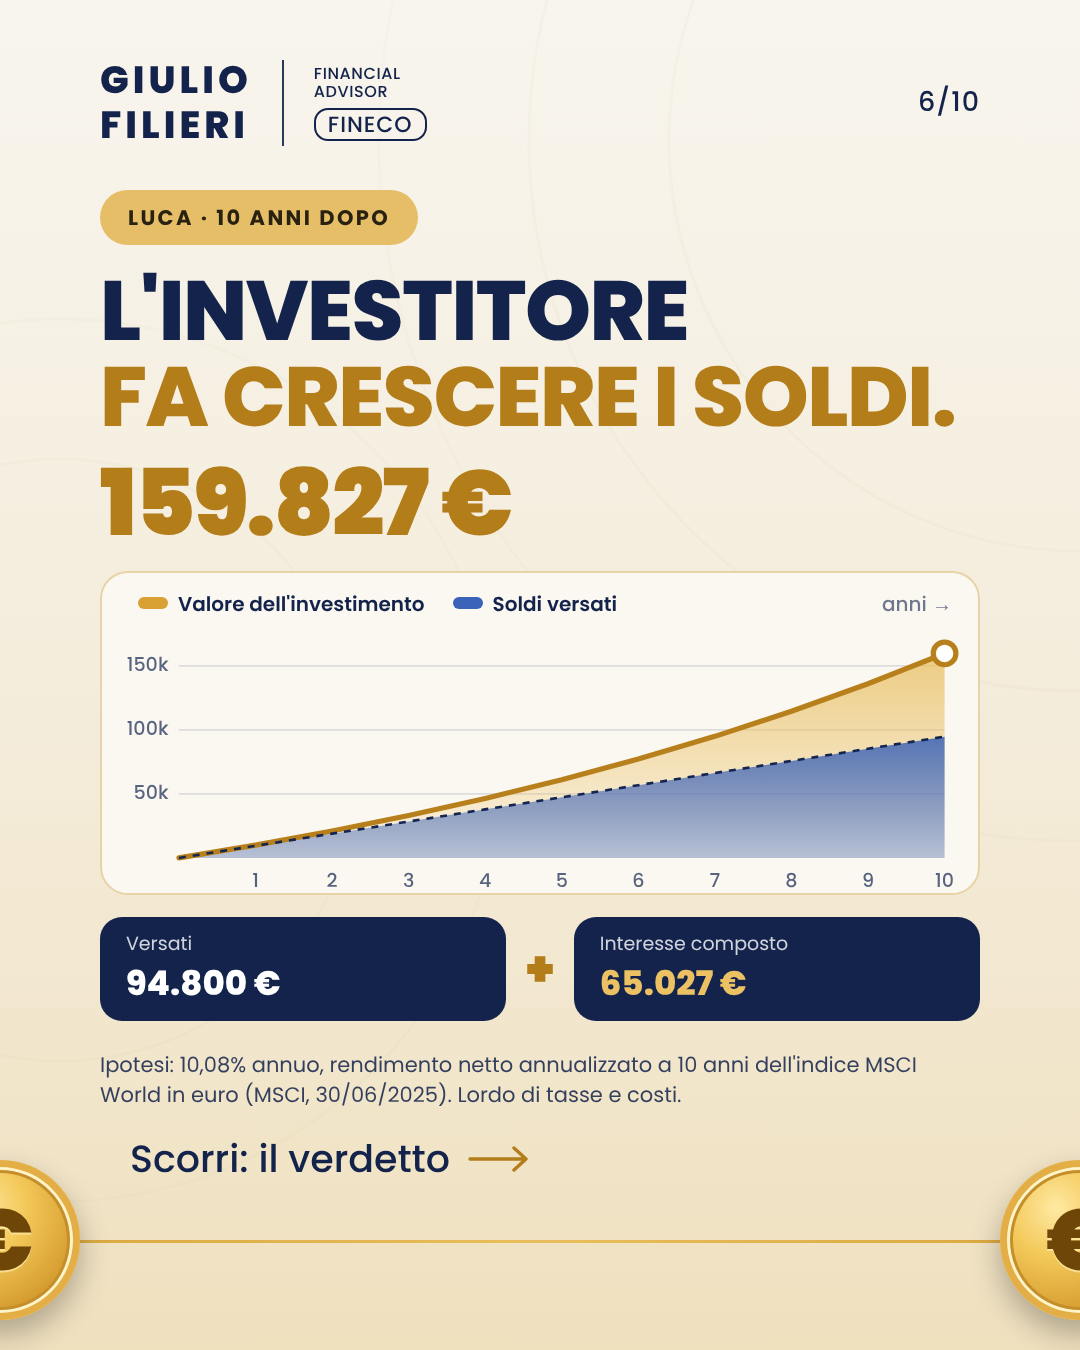 GIULIO
FILIERI
FINANCIAL
ADVISOR
FINECO
6/10
LUCA · 10 ANNI DOPO
L'INVESTITORE
FA CRESCERE I SOLDI.
159.827 €
Valore dell'investimento
Soldi versati
anni →
150k
100k
50k
1 2 3 4 5 6 7 8 9 10
Versati
94.800 €
+
Interesse composto
65.027 €
Ipotesi: 10,08% annuo, rendimento netto annualizzato a 10 anni dell'indice MSCI
World in euro (MSCI, 30/06/2025). Lordo di tasse e costi.
Scorri: il verdetto →
€ €